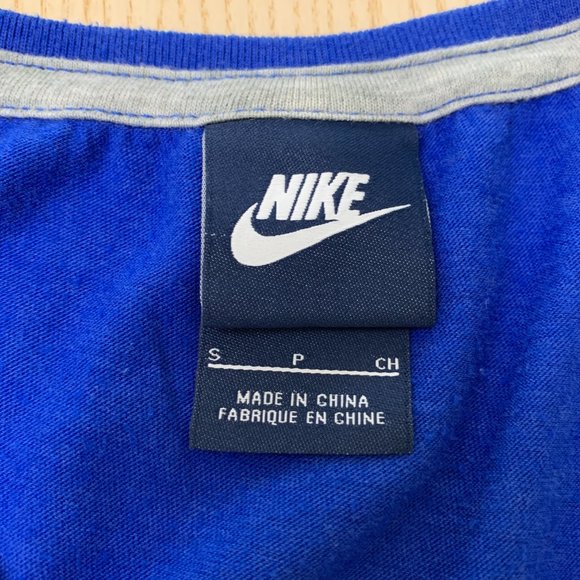 NIKE
S P CH
MADE IN CHINA
FABRIQUE EN CHINE